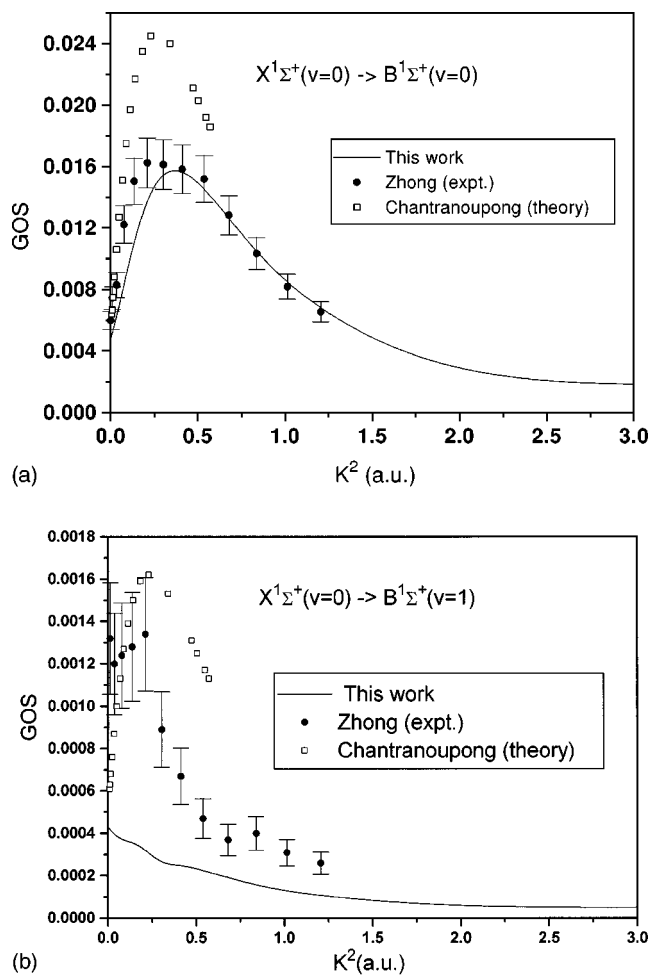 0.024
0.020
0.016
0.012
0.008
0.004
0.000
GOS
X¹Σ⁺(v=0) -> B¹Σ⁺(v=0)
This work
Zhong (expt.)
Chantranoupong (theory)
0.0 0.5 1.0 1.5 2.0 2.5 3.0
(a)
K² (a.u.)
0.0018
0.0016
0.0014
0.0012
0.0010
0.0008
0.0006
0.0004
0.0002
0.0000
GOS
X¹Σ⁺(v=0) -> B¹Σ⁺(v=1)
This work
Zhong (expt.)
Chantranoupong (theory)
0.0 0.5 1.0 1.5 2.0 2.5 3.0
(b)
K²(a.u.)